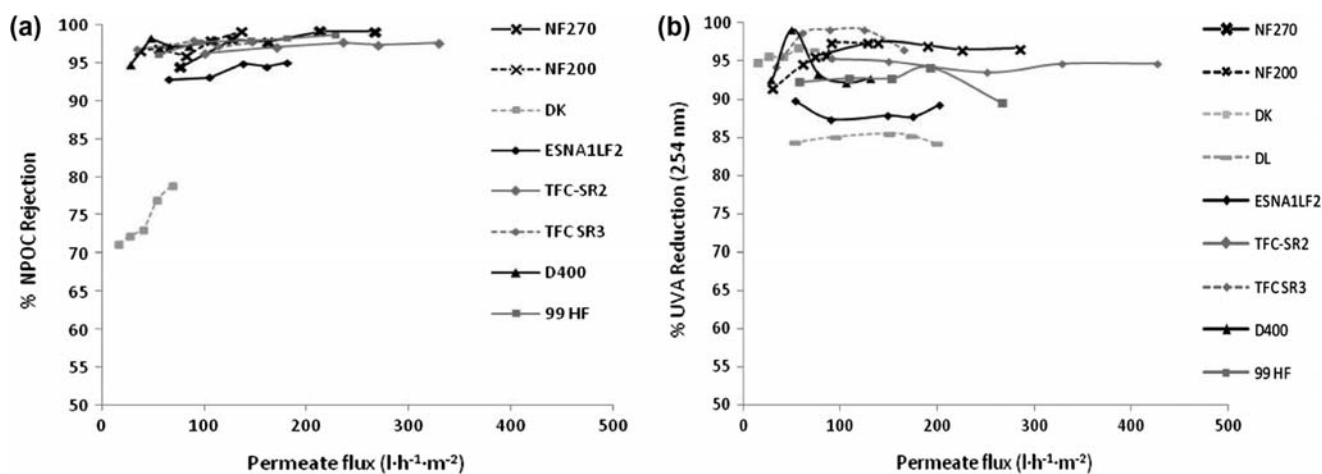 (a)
% NPOC Rejection
100
95
90
85
80
75
70
65
60
55
50
0
100
200
300
400
500
Permeate flux (l·h⁻¹·m⁻²)
NF270
NF200
DK
ESNA1LF2
TFC-SR2
TFC SR3
D400
99 HF
(b)
% UVA Reduction (254 nm)
100
95
90
85
80
75
70
65
60
55
50
0
100
200
300
400
500
Permeate flux (l·h⁻¹·m⁻²)
NF270
NF200
DK
DL
ESNA1LF2
TFC-SR2
TFC SR3
D400
99 HF